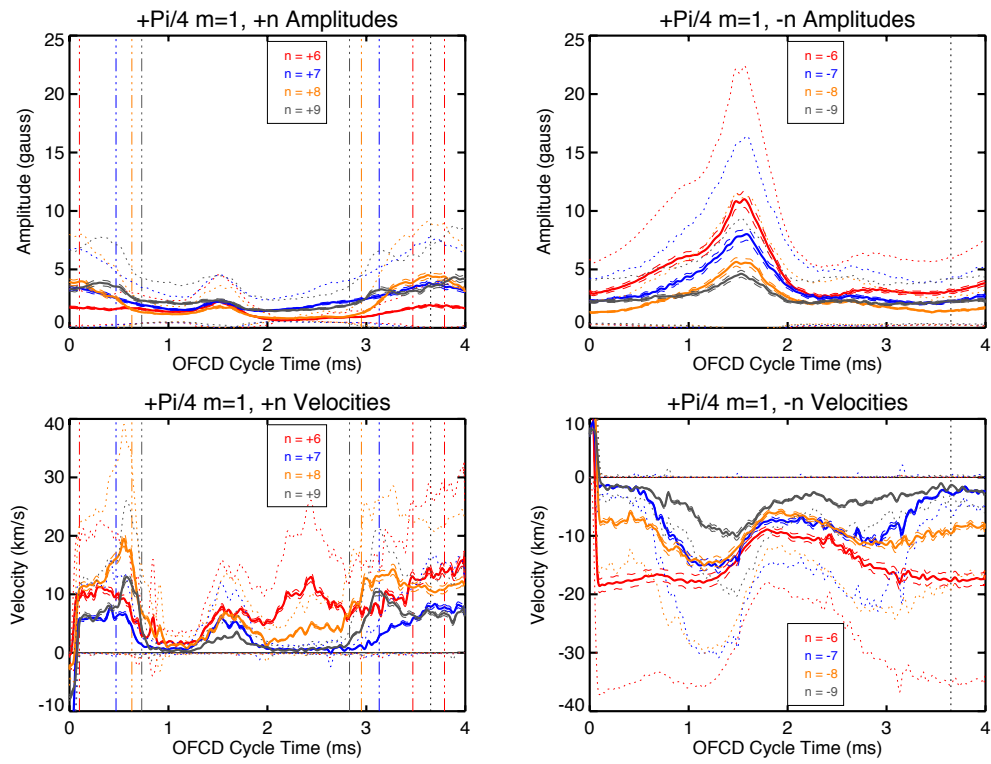 +Pi/4 m=1, +n Amplitudes
25
20
15
10
5
0
Amplitude (gauss)
n = +6
n = +7
n = +8
n = +9
0 1 2 3 4
OFCD Cycle Time (ms)
+Pi/4 m=1, -n Amplitudes
25
20
15
10
5
0
Amplitude (gauss)
n = -6
n = -7
n = -8
n = -9
0 1 2 3 4
OFCD Cycle Time (ms)
+Pi/4 m=1, +n Velocities
40
30
20
10
0
-10
Velocity (km/s)
n = +6
n = +7
n = +8
n = +9
0 1 2 3 4
OFCD Cycle Time (ms)
+Pi/4 m=1, -n Velocities
10
0
-10
-20
-30
-40
Velocity (km/s)
n = -6
n = -7
n = -8
n = -9
0 1 2 3 4
OFCD Cycle Time (ms)